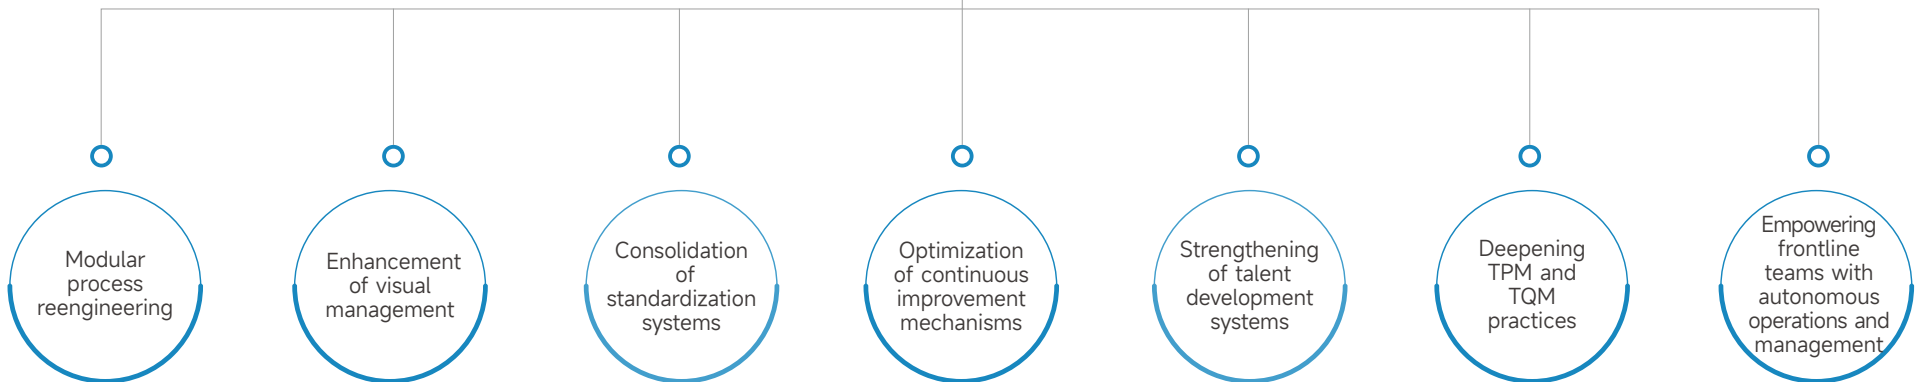 Modular
process
reengineering
Enhancement
of visual
management
Consolidation
of
standardization
systems
Optimization
of continuous
improvement
mechanisms
Strengthening
of talent
development
systems
Deepening
TPM and
TQM
practices
Empowering
frontline
teams with
autonomous
operations and
management